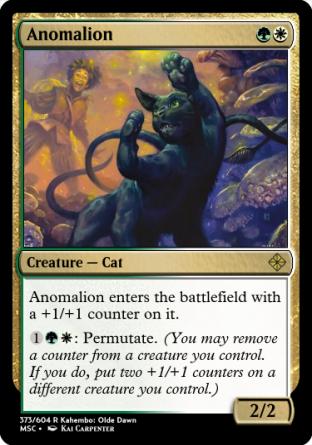 Anomalion
Creature — Cat
Anomalion enters the battlefield with
a +1/+1 counter on it.
1: Permutate. (You may remove
a counter from a creature you control.
If you do, put two +1/+1 counters on a
different creature you control.)
2/2
373/604 R Kahembo: Olde Dawn
MSC • Kai Carpenter